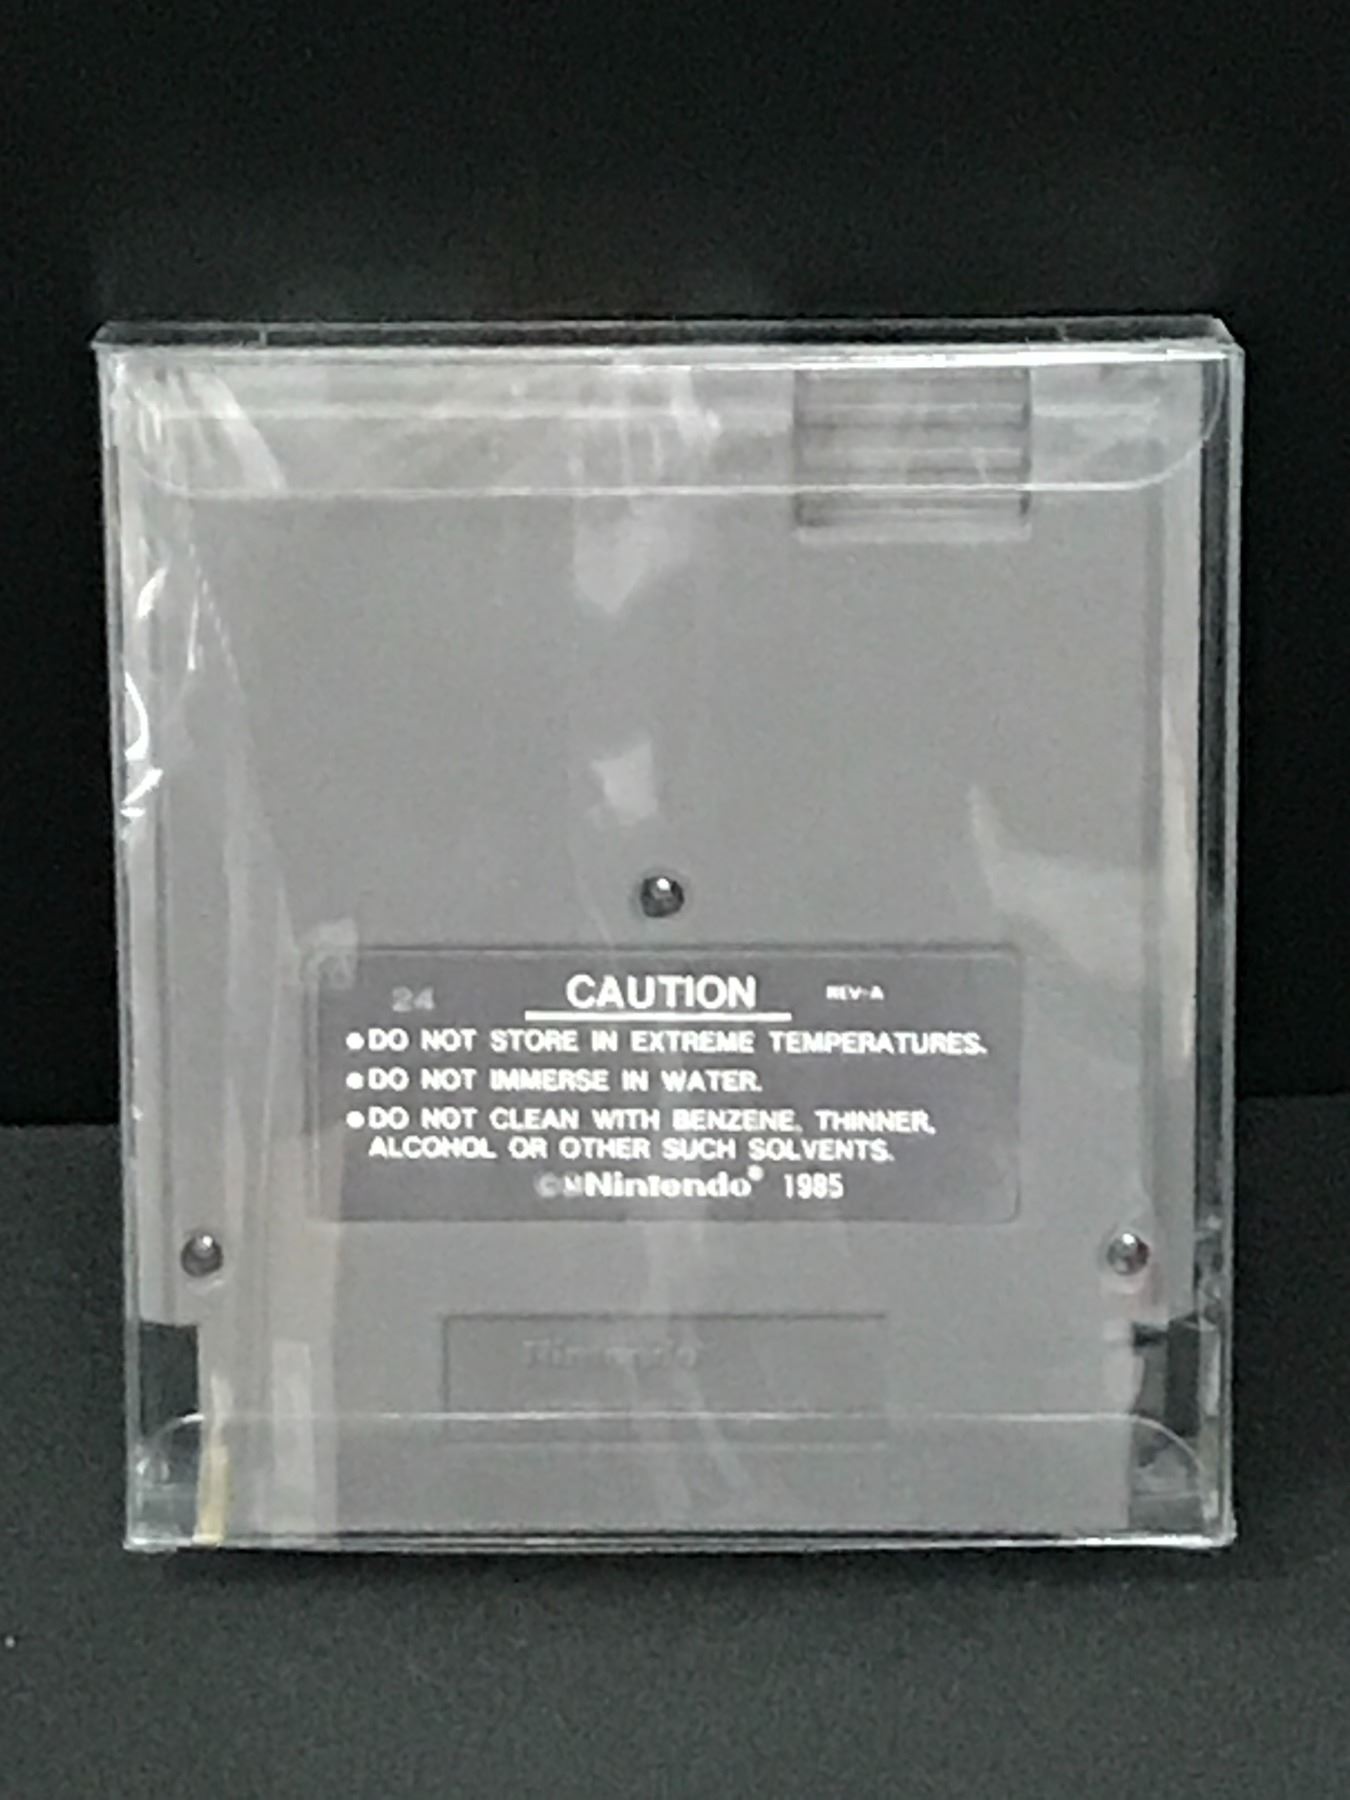 24 CAUTION REV-A
●DO NOT STORE IN EXTREME TEMPERATURES.
●DO NOT IMMERSE IN WATER.
●DO NOT CLEAN WITH BENZENE, THINNER,
ALCOHOL OR OTHER SUCH SOLVENTS.
©Nintendo® 1985
Nintendo